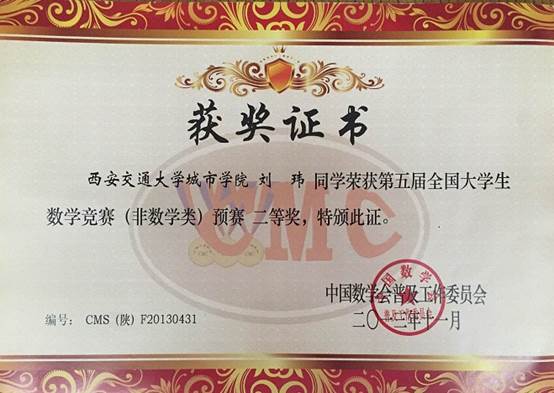 获奖证书
西安交通大学城市学院 刘 玮 同学荣获第五届全国大学生
数学竞赛（非数学类）预赛 二等奖，特颁此证。
CMC
中国数学会普及工作委员会
二〇一三年十一月
编号： CMS (陕) F20130431